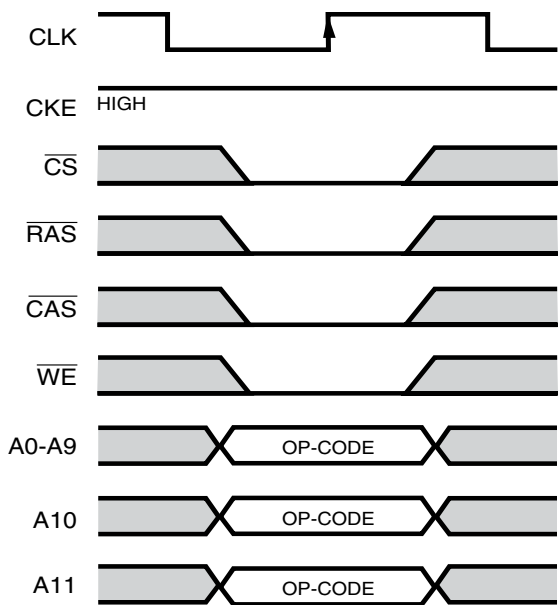 CLK
CKE HIGH
CS
RAS
CAS
WE
A0-A9 OP-CODE
A10 OP-CODE
A11 OP-CODE